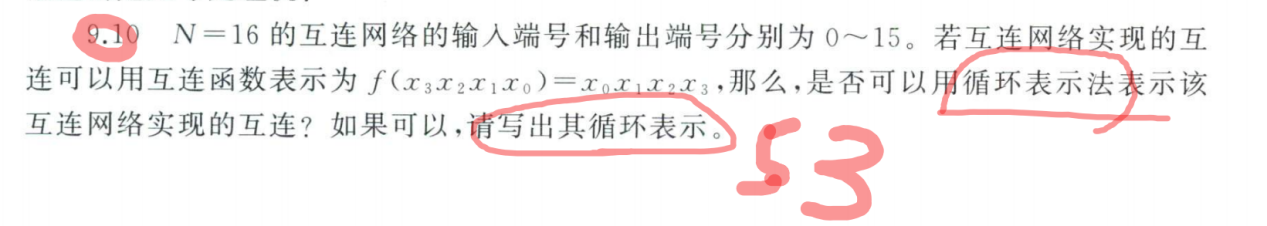 9.10 N=16 的互连网络的输入端号和输出端号分别为 0～15。若互连网络实现的互
连可以用互连函数表示为 f(x₃x₂x₁x₀)=x₀x₁x₂x₃,那么,是否可以用循环表示法表示该
互连网络实现的互连? 如果可以,请写出其循环表示。
53